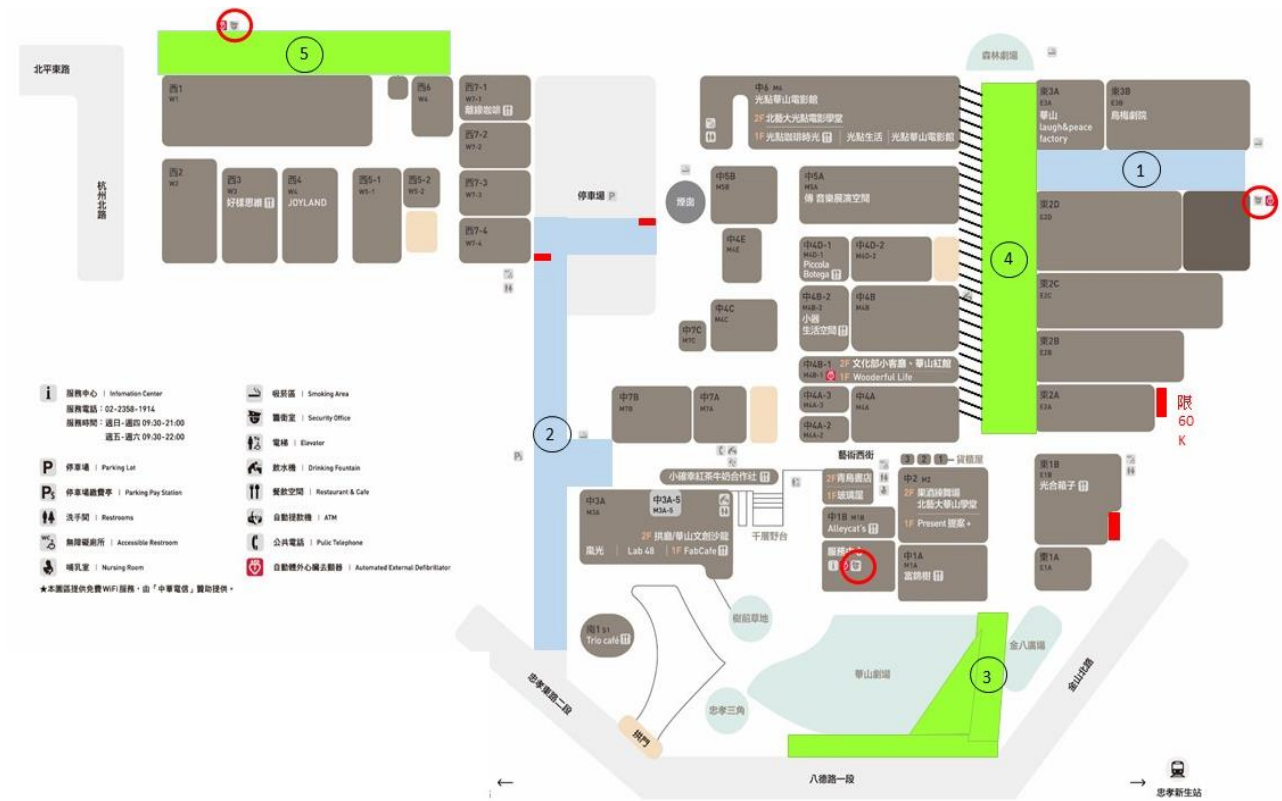 5
北平東路
杭州北路
西1
W1
西6
W6
西7-1
W7-1
離線咖啡
西7-2
W7-2
西7-3
W7-3
西7-4
W7-4
西2
W2
西3
W3
好樣思維
西4
W4
JOYLAND
西5-1
W5-1
西5-2
W5-2
停車場 P
煙囪
中6 M6
光點華山電影館
2F 北藝大光點電影學堂
1F 光點咖啡時光
光點生活
光點華山電影館
森林劇場
東3A
E3A
華山
laugh&peace
factory
東3B
E3B
烏梅劇院
1
中5B
M5B
中5A
M5A
傳 音樂展演空間
東2D
E2D
4
中4E
M4E
中4D-1
M4D-1
Piccola
Botega
中4D-2
M4D-2
東2C
E2C
中4C
M4C
中7C
M7C
中4B-2
M4B-2
小器
生活空間
中4B
M4B
東2B
E2B
中4B-1
M4B-1
2F 文化部小客廳、華山紅館
1F Wooderful Life
東2A
E2A
限
60
K
中7B
M7B
中7A
M7A
中4A-3
M4A-3
中4A
M4A
中4A-2
M4A-2
2
Ps
i 服務中心 | Infomation Center
服務電話：02-2358-1914
服務時間：週日-週四 09:30-21:00
週五-週六 09:30-22:00
P 停車場 | Parking Lot
Ps 停車場繳費亭 | Parking Pay Station
洗手間 | Restrooms
無障礙廁所 | Accessible Restroom
哺乳室 | Nursing Room
吸菸區 | Smoking Area
警衛室 | Security Office
電梯 | Elevator
飲水機 | Drinking Fountain
餐飲空間 | Restaurant & Cafe
自動提款機 | ATM
公共電話 | Pulic Telephone
自動體外心臟去顫器 | Automated External Defibrillator
★本園區提供免費WiFi服務，由「中華電信」贊助提供。
藝術西街
3 2 1 — 貨櫃屋
小確幸紅茶牛奶合作社
中3A
M3A
中3A-5
M3A-5
2F 拱廳/華山文創沙龍
嵐光 | Lab 48 | 1F FabCafe
千層野台
2F青鳥書店
1F玻璃屋
中1B M1B
Alleycat's
服務中心
中2 M2
2F 果酒練舞場
北藝大華山學堂
1F Present 提案。
中1A
M1A
富錦樹
東1B
E1B
光合箱子
東1A
E1A
南1 S1
Trio café
樹前草地
華山劇場
3
金八廣場
忠孝三角
拱門
忠孝東路二段
金山北路
八德路一段
←
→
忠孝新生站